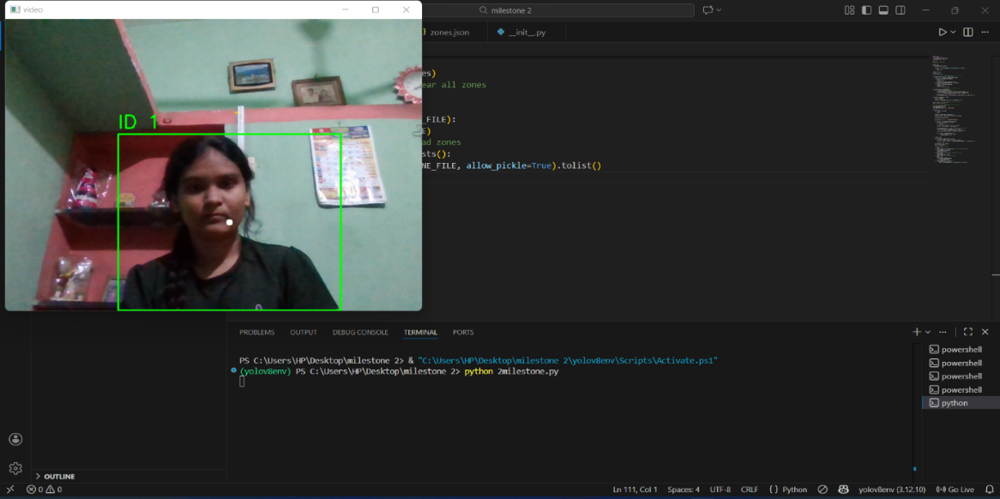 video
milestone 2
zones.json
__init__.py
es)
ear all zones
_FILE):
E)
ad zones
sts():
NE_FILE, allow_pickle=True).tolist()
ID 1
PROBLEMS OUTPUT DEBUG CONSOLE TERMINAL PORTS
PS C:\Users\HP\Desktop\milestone 2> & "C:\Users\HP\Desktop\milestone 2\yolov8env\Scripts\Activate.ps1"
(yolov8env) PS C:\Users\HP\Desktop\milestone 2> python 2milestone.py
powershell
powershell
powershell
powershell
python
OUTLINE
0 0
Ln 111, Col 1 Spaces: 4 UTF-8 CRLF {} Python yolov8env (3.12.10) Go Live